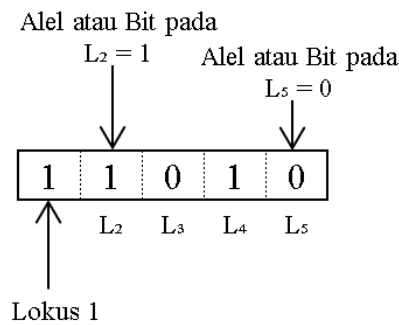 Alel atau Bit pada
L₂ = 1
Alel atau Bit pada
L₅ = 0
1 1 0 1 0
L₂ L₃ L₄ L₅
Lokus 1